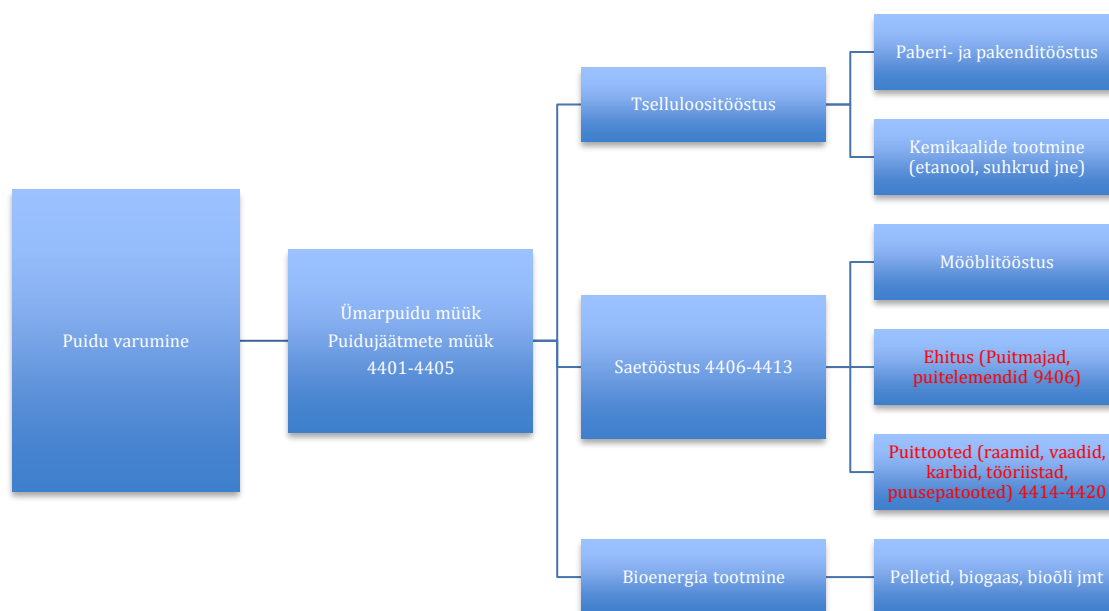 Puidu varumine
Ümarpuidu müük
Puidujäätmete müük
4401-4405
Tselluloositööstus
Saetööstus 4406-4413
Bioenergia tootmine
Paberi- ja pakenditööstus
Kemikaalide tootmine
(etanool, suhkrud jne)
Mööblitööstus
Ehitus (Puitmajad,
puitelemendid 9406)
Puittooted (raamid, vaadid,
karbid, tööriistad,
puusepatooted) 4414-4420
Pelletid, biogaas, bioõli jmt